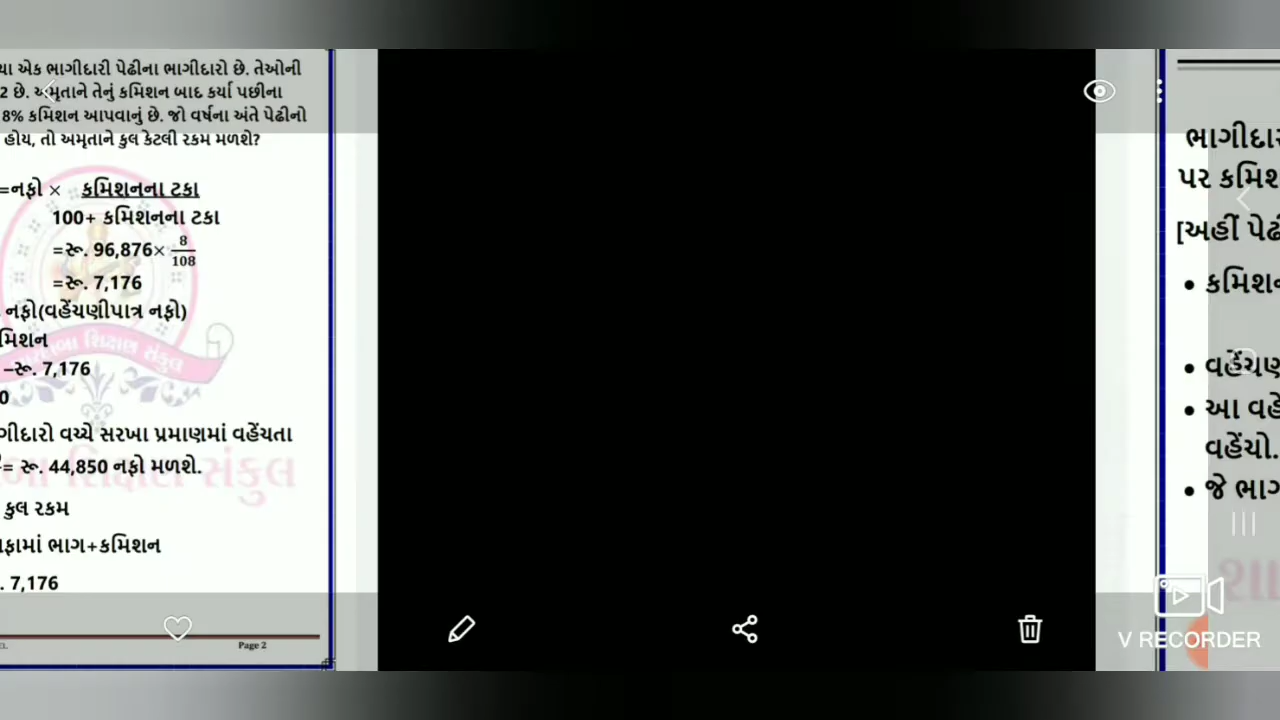 યા એક ભાગીદારી પેઢીના ભાગીદારો છે. તેઓની
2 છે. અમૃતાને તેનું કમિશન બાદ કર્યા પછીના
8% કમિશન આપવાનું છે. જો વર્ષના અંતે પેઢીનો
હોય, તો અમૃતાને કુલ કેટલી રકમ મળશે?
=નફો × કમિશનના ટકા
100+ કમિશનના ટકા
=રૂ. 96,876× 8/108
=રૂ. 7,176
નફો(વહેંચણીપાત્ર નફો)
મિશન
–રૂ. 7,176
0
ગીદારો વચ્ચે સરખા પ્રમાણમાં વહેંચતા
= રૂ. 44,850 નફો મળશે.
કુલ રકમ
ફામાં ભાગ+કમિશન
. 7,176
Page 2
ભાગીદાર
પર કમિશ
[અહીં પેઢી
• કમિશન
• વહેંચણ
• આ વહે
વહેંચો.
• જે ભાગ
શિક્ષણ સંકુલ
શા
V RECORDER